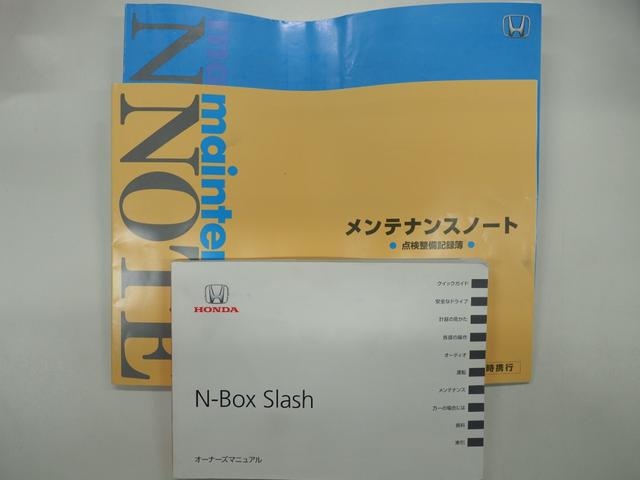 ma
N
mainte
NOTE
メンテナンスノート
● 点検整備記録簿 ●
時携行
HONDA
N-Box Slash
オーナーズマニュアル
クイックガイド
安全なドライブ
計器の見かた
各部の操作
オーディオ
運転
メンテナンス
万一の場合には
資料
索引